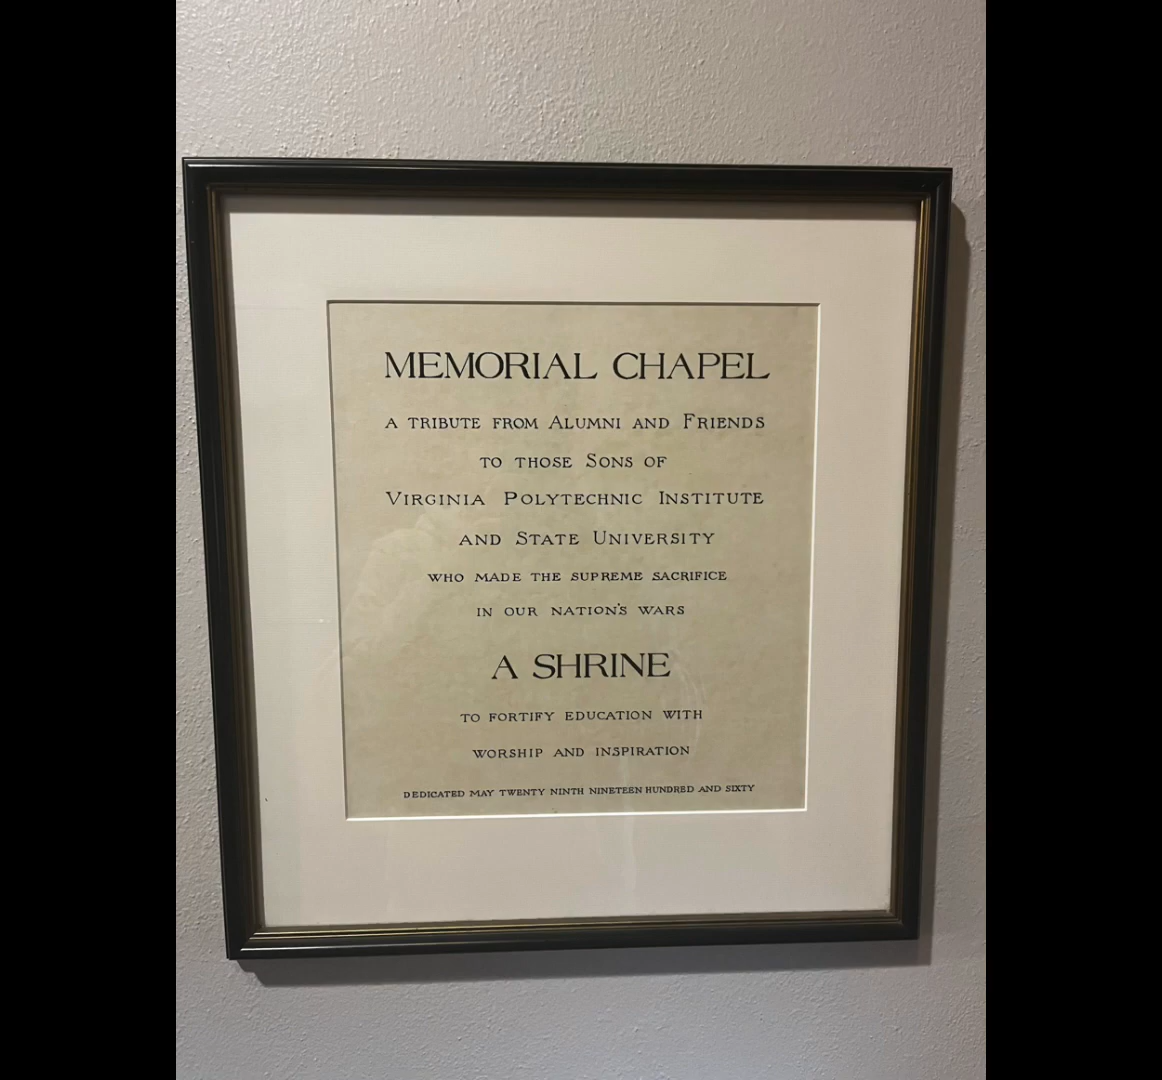 MEMORIAL CHAPEL
A TRIBUTE FROM ALUMNI AND FRIENDS
TO THOSE SONS OF
VIRGINIA POLYTECHNIC INSTITUTE
AND STATE UNIVERSITY
WHO MADE THE SUPREME SACRIFICE
IN OUR NATION'S WARS
A SHRINE
TO FORTIFY EDUCATION WITH
WORSHIP AND INSPIRATION
DEDICATED MAY TWENTY NINTH NINETEEN HUNDRED AND SIXTY